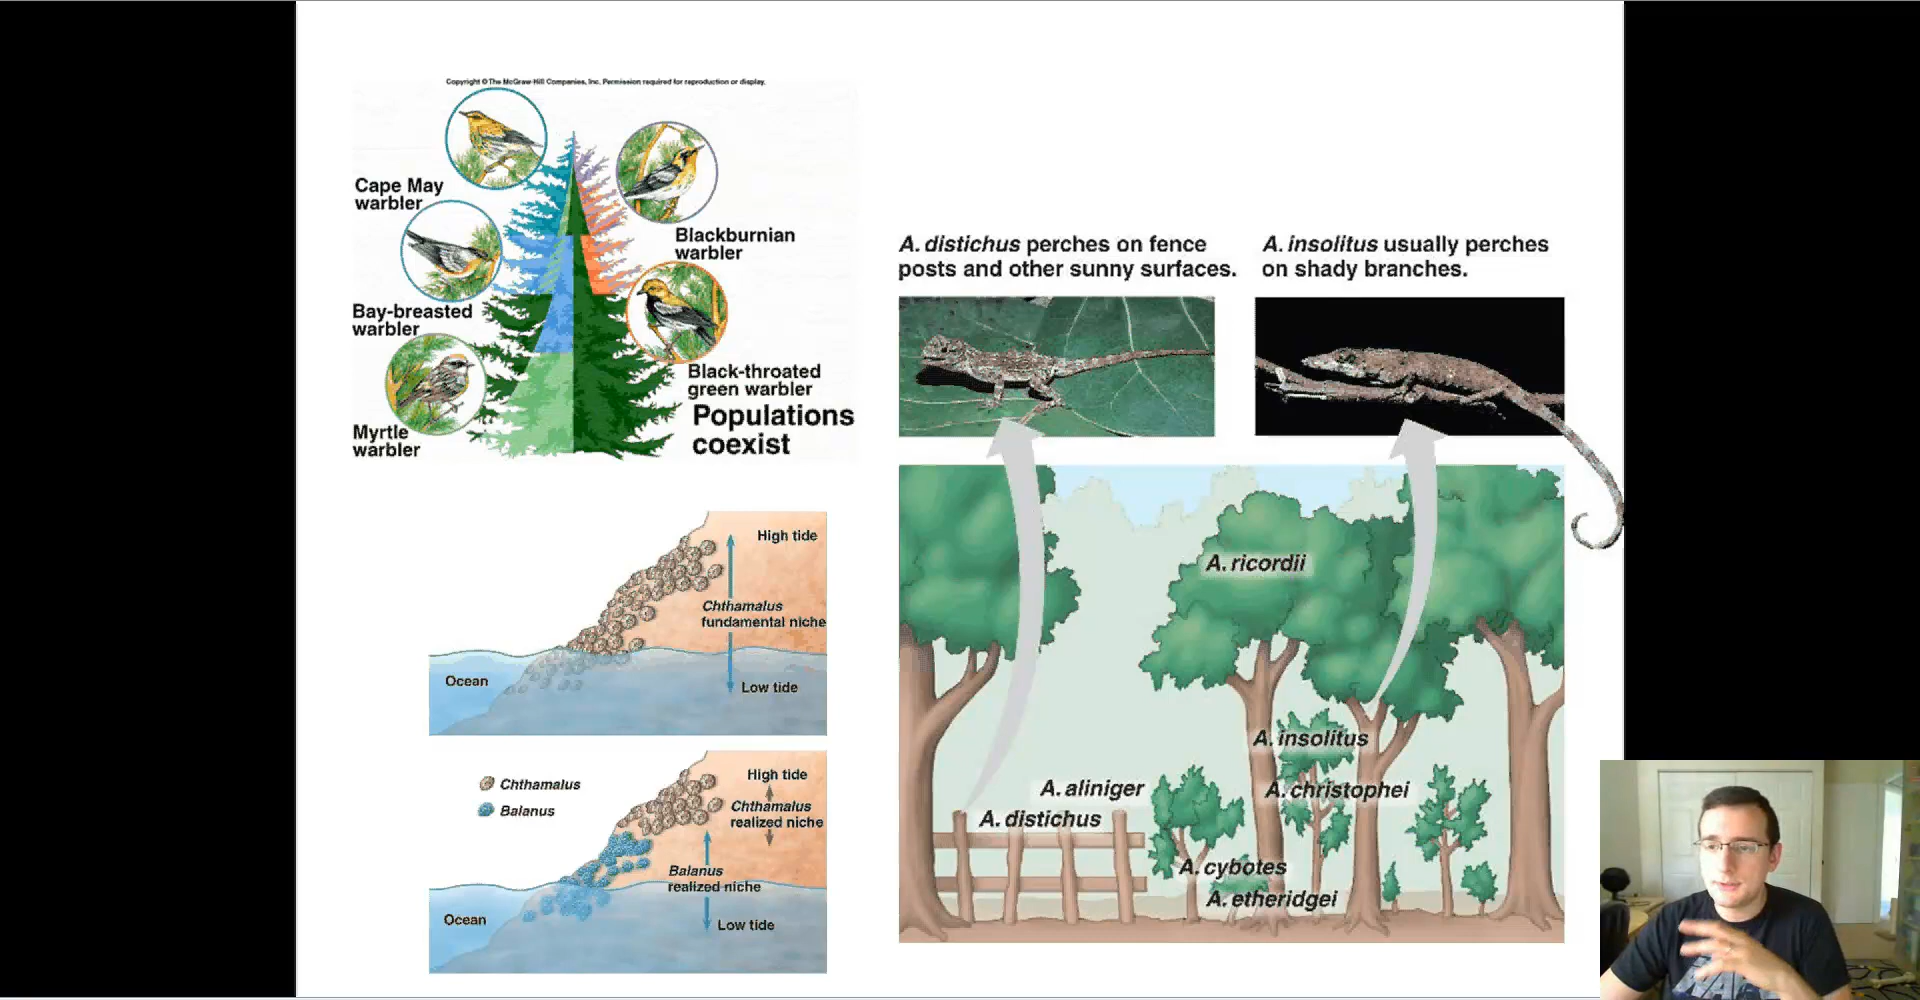 Copyright © The McGraw-Hill Companies, Inc. Permission required for reproduction or display.
Cape May
warbler
Blackburnian
warbler
Bay-breasted
warbler
Black-throated
green warbler
Myrtle
warbler
Populations
coexist
High tide
Chthamalus
fundamental niche
Ocean
Low tide
Chthamalus
Balanus
High tide
Chthamalus
realized niche
Balanus
realized niche
Ocean
Low tide
A. distichus perches on fence
posts and other sunny surfaces.
A. insolitus usually perches
on shady branches.
A. ricordii
A. insolitus
A. aliniger
A. christophei
A. distichus
A. cybotes
A. etheridgei